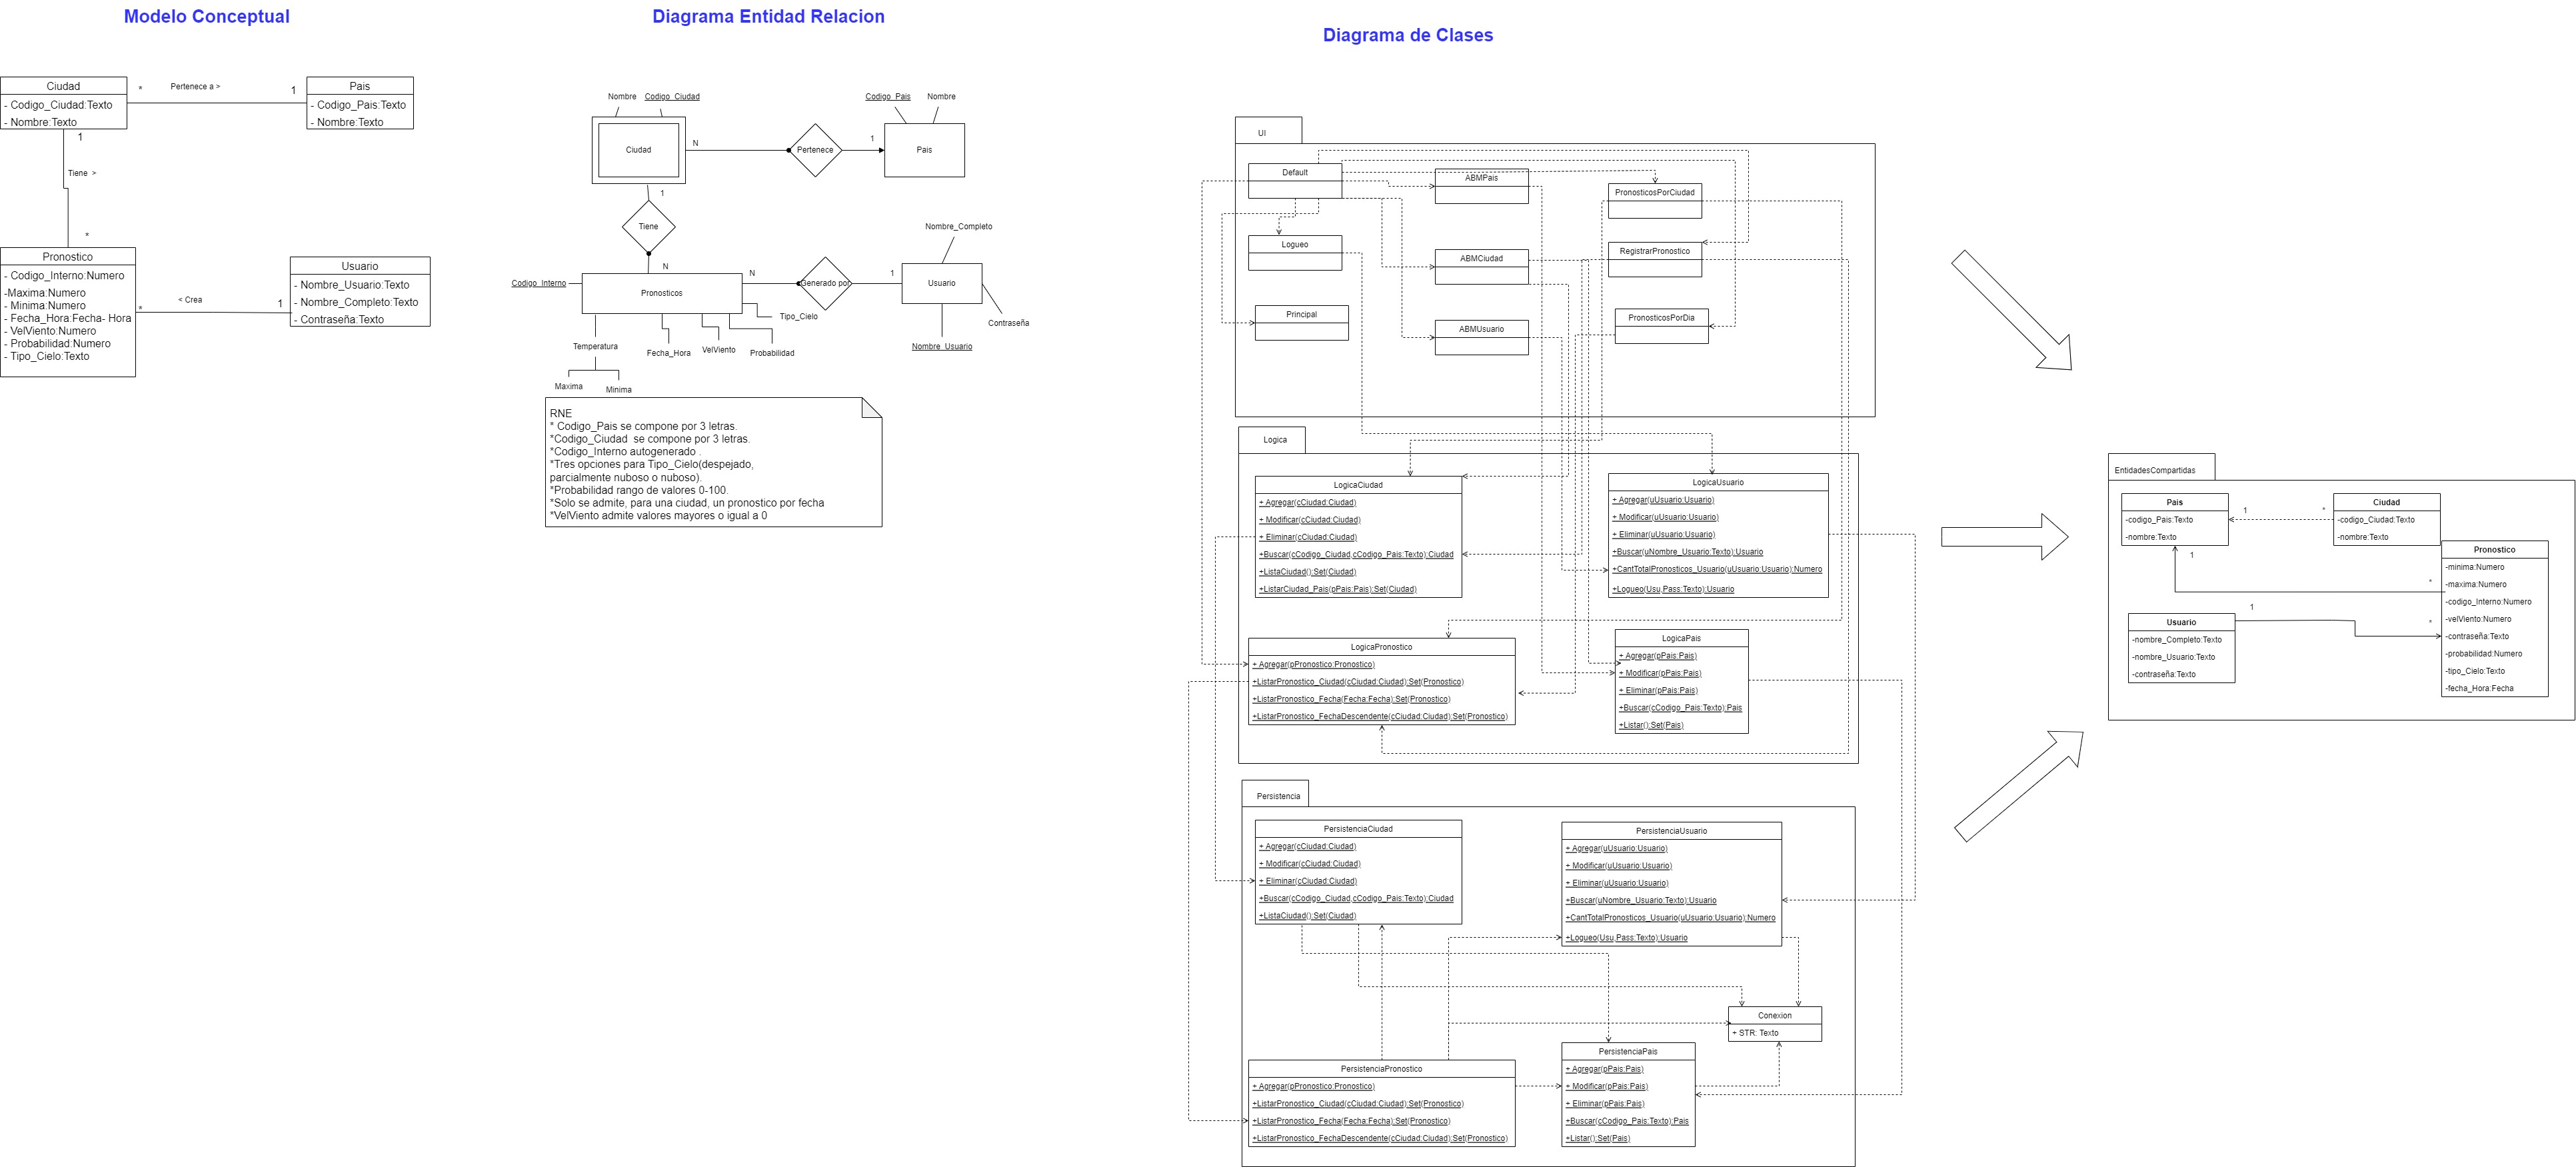 Modelo Conceptual
Ciudad
- Codigo_Ciudad:Texto
- Nombre:Texto
*
Pertenece a >
1
Pais
- Codigo_Pais:Texto
- Nombre:Texto
1
Tiene >
*
Pronostico
- Codigo_Interno:Numero
-Maxima:Numero
- Minima:Numero
- Fecha_Hora:Fecha- Hora
- VelViento:Numero
- Probabilidad:Numero
- Tipo_Cielo:Texto
*
< Crea
1
Usuario
- Nombre_Usuario:Texto
- Nombre_Completo:Texto
- Contraseña:Texto
Diagrama Entidad Relacion
Nombre
Codigo_Ciudad
Ciudad
N
Pertenece
1
Codigo_Pais
Nombre
Pais
1
Tiene
N
Codigo_Interno
Pronosticos
N
Generado por
1
Nombre_Completo
Usuario
Contraseña
Nombre_Usuario
Tipo_Cielo
Temperatura
Fecha_Hora
VelViento
Probabilidad
Maxima
Minima
RNE
* Codigo_Pais se compone por 3 letras.
*Codigo_Ciudad se compone por 3 letras.
*Codigo_Interno autogenerado .
*Tres opciones para Tipo_Cielo(despejado,
parcialmente nuboso o nuboso).
*Probabilidad rango de valores 0-100.
*Solo se admite, para una ciudad, un pronostico por fecha
*VelViento admite valores mayores o igual a 0
Diagrama de Clases
UI
Default
ABMPais
PronosticosPorCiudad
Logueo
ABMCiudad
RegistrarPronostico
Principal
ABMUsuario
PronosticosPorDia
Logica
LogicaCiudad
+ Agregar(cCiudad:Ciudad)
+ Modificar(cCiudad:Ciudad)
+ Eliminar(cCiudad:Ciudad)
+Buscar(cCodigo_Ciudad,cCodigo_Pais:Texto):Ciudad
+ListaCiudad():Set(Ciudad)
+ListarCiudad_Pais(pPais:Pais):Set(Ciudad)
LogicaUsuario
+ Agregar(uUsuario:Usuario)
+ Modificar(uUsuario:Usuario)
+ Eliminar(uUsuario:Usuario)
+Buscar(uNombre_Usuario:Texto):Usuario
+CantTotalPronosticos_Usuario(uUsuario:Usuario):Numero
+Logueo(Usu,Pass:Texto):Usuario
LogicaPronostico
+ Agregar(pPronostico:Pronostico)
+ListarPronostico_Ciudad(cCiudad:Ciudad):Set(Pronostico)
+ListarPronostico_Fecha(Fecha:Fecha):Set(Pronostico)
+ListarPronostico_FechaDescendente(cCiudad:Ciudad):Set(Pronostico)
LogicaPais
+ Agregar(pPais:Pais)
+ Modificar(pPais:Pais)
+ Eliminar(pPais:Pais)
+Buscar(cCodigo_Pais:Texto):Pais
+Listar():Set(Pais)
Persistencia
PersistenciaCiudad
+ Agregar(cCiudad:Ciudad)
+ Modificar(cCiudad:Ciudad)
+ Eliminar(cCiudad:Ciudad)
+Buscar(cCodigo_Ciudad,cCodigo_Pais:Texto):Ciudad
+ListaCiudad():Set(Ciudad)
PersistenciaUsuario
+ Agregar(uUsuario:Usuario)
+ Modificar(uUsuario:Usuario)
+ Eliminar(uUsuario:Usuario)
+Buscar(uNombre_Usuario:Texto):Usuario
+CantTotalPronosticos_Usuario(uUsuario:Usuario):Numero
+Logueo(Usu,Pass:Texto):Usuario
Conexion
+ STR: Texto
PersistenciaPronostico
+ Agregar(pPronostico:Pronostico)
+ListarPronostico_Ciudad(cCiudad:Ciudad):Set(Pronostico)
+ListarPronostico_Fecha(Fecha:Fecha):Set(Pronostico)
+ListarPronostico_FechaDescendente(cCiudad:Ciudad):Set(Pronostico)
PersistenciaPais
+ Agregar(pPais:Pais)
+ Modificar(pPais:Pais)
+ Eliminar(pPais:Pais)
+Buscar(cCodigo_Pais:Texto):Pais
+Listar():Set(Pais)
EntidadesCompartidas
Pais
-codigo_Pais:Texto
-nombre:Texto
1
*
Ciudad
-codigo_Ciudad:Texto
-nombre:Texto
1
*
Pronostico
-minima:Numero
-maxima:Numero
-codigo_Interno:Numero
-velViento:Numero
-contraseña:Texto
-probabilidad:Numero
-tipo_Cielo:Texto
-fecha_Hora:Fecha
1
*
Usuario
-nombre_Completo:Texto
-nombre_Usuario:Texto
-contraseña:Texto